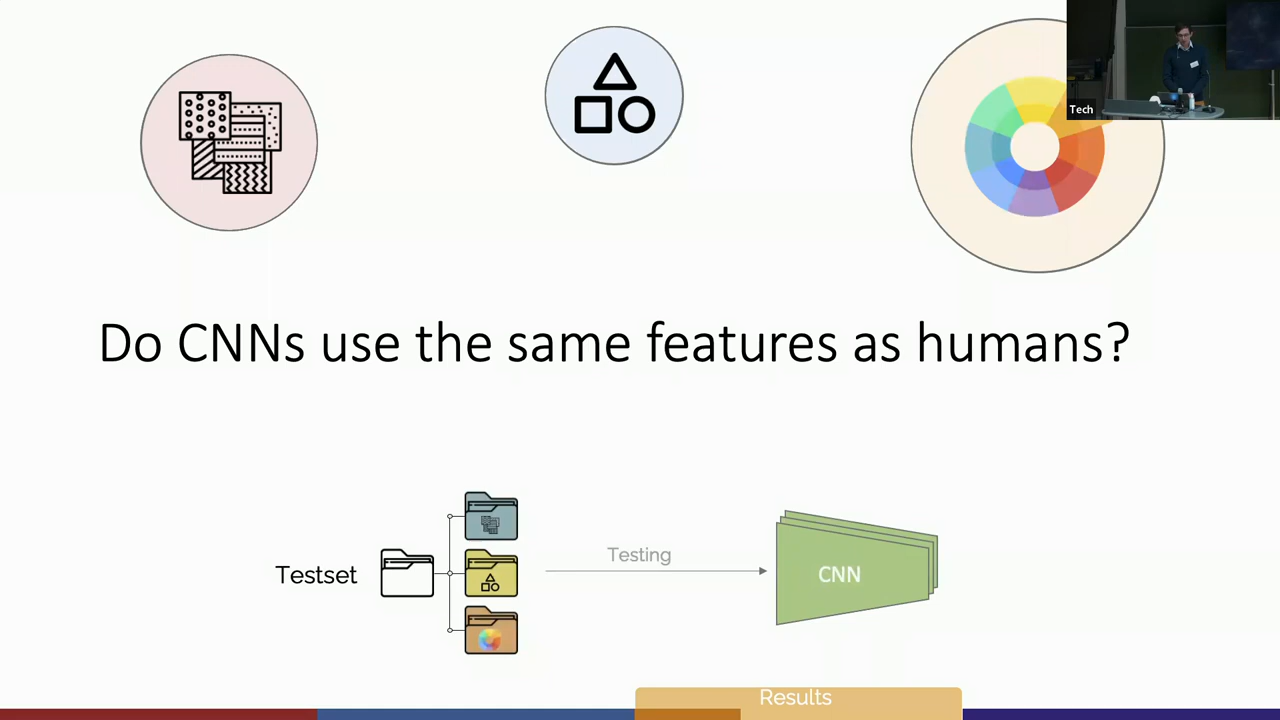 Tech
Do CNNs use the same features as humans?
Testset
Testing
CNN
Results